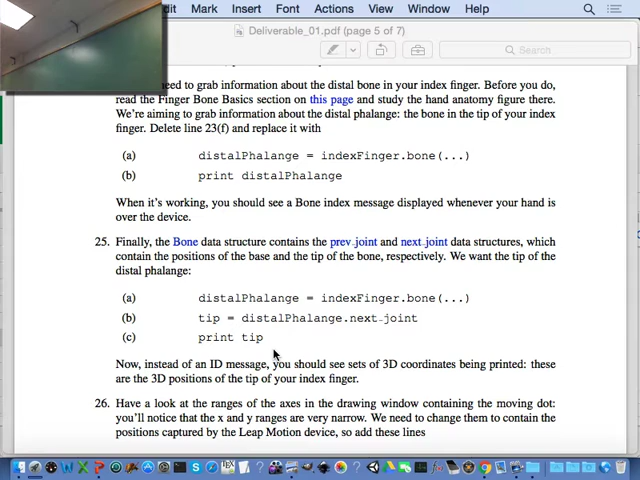 dit Mark Insert Font Actions View Window Help
Deliverable_01.pdf (page 5 of 7)
Search
need to grab information about the distal bone in your index finger. Before you do,
read the Finger Bone Basics section on this page and study the hand anatomy figure there.
We're aiming to grab information about the distal phalange: the bone in the tip of your index
finger. Delete line 23(f) and replace it with
(a) distalPhalange = indexFinger.bone(...)
(b) print distalPhalange
When it's working, you should see a Bone index message displayed whenever your hand is
over the device.
25. Finally, the Bone data structure contains the prev_joint and next_joint data structures, which
contain the positions of the base and the tip of the bone, respectively. We want the tip of the
distal phalange:
(a) distalPhalange = indexFinger.bone(...)
(b) tip = distalPhalange.next_joint
(c) print tip
Now, instead of an ID message, you should see sets of 3D coordinates being printed: these
are the 3D positions of the tip of your index finger.
26. Have a look at the ranges of the axes in the drawing window containing the moving dot:
you'll notice that the x and y ranges are very narrow. We need to change them to contain the
positions captured by the Leap Motion device, so add these lines